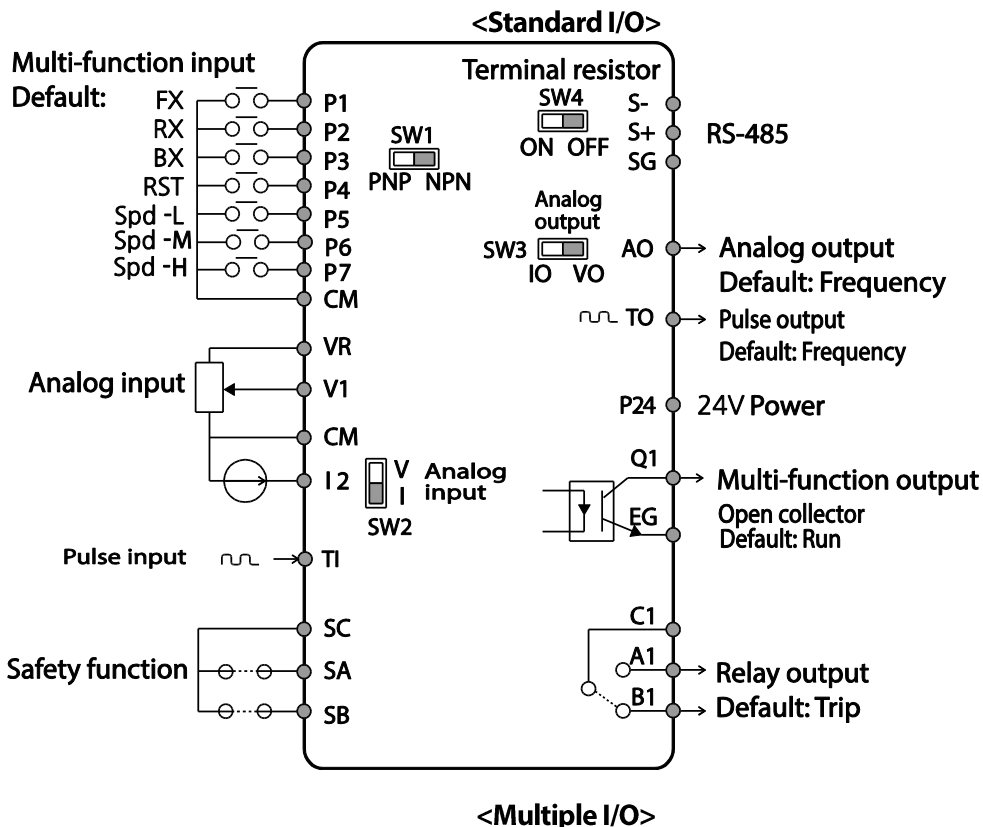 <Standard I/O>
Multi-function input
Default:
FX
RX
BX
RST
Spd -L
Spd -M
Spd -H
P1
P2
P3
P4
P5
P6
P7
CM
SW1
PNP NPN
Terminal resistor
SW4
ON OFF
S-
S+
SG
RS-485
Analog
output
SW3
IO VO
AO
Analog output
Default: Frequency
TO
Pulse output
Default: Frequency
Analog input
VR
V1
CM
I 2
V
I
Analog
input
SW2
P24
24V Power
Q1
EG
Multi-function output
Open collector
Default: Run
Pulse input
TI
Safety function
SC
SA
SB
C1
A1
B1
Relay output
Default: Trip
<Multiple I/O>